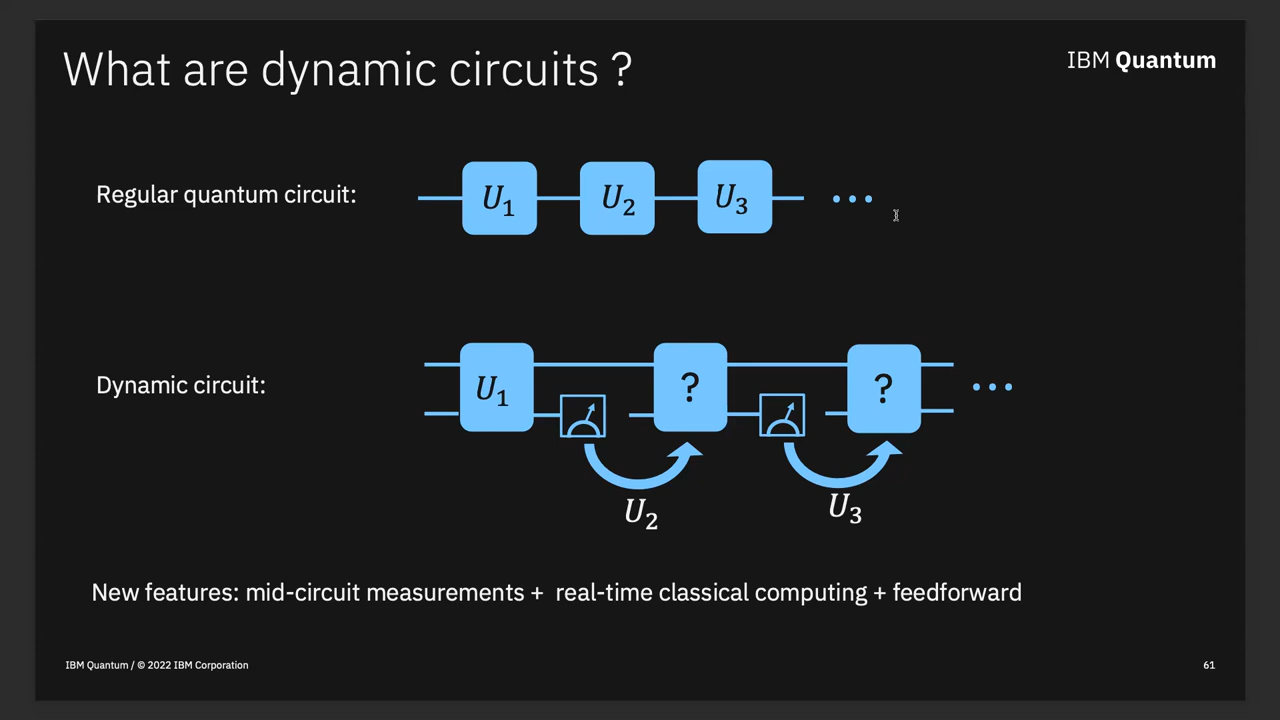 What are dynamic circuits ?
IBM Quantum
Regular quantum circuit:
U1 U2 U3 •••
Dynamic circuit:
U1 ? ? •••
U2 U3
New features: mid-circuit measurements + real-time classical computing + feedforward
IBM Quantum / © 2022 IBM Corporation
61